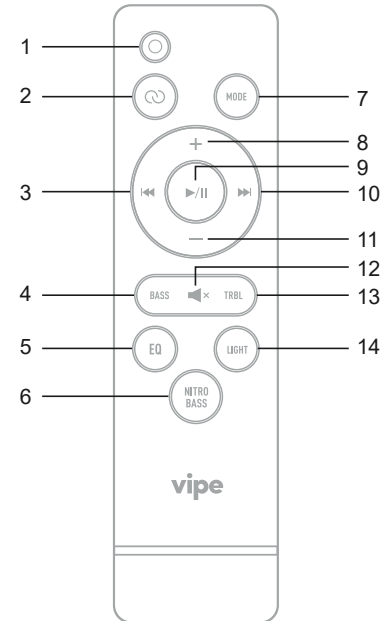 1
2
MODE
7
+
8
9
3
10
—
11
12
4
BASS
TRBL
13
5
EQ
LIGHT
14
6
NITRO
BASS
vipe